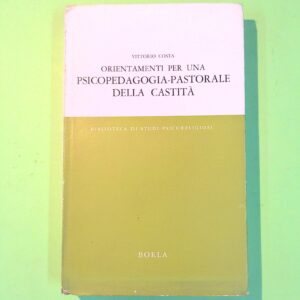 VITTORIO COSTA
ORIENTAMENTI PER UNA
PSICOPEDAGOGIA-PASTORALE
DELLA CASTITÀ
BIBLIOTECA DI STUDI PSICORELIGIOSI
BORLA